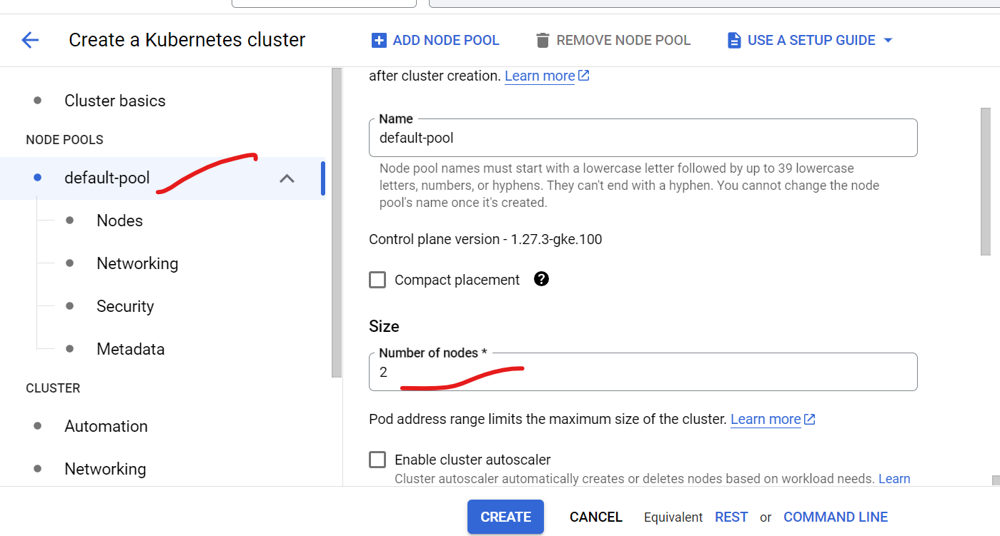 Create a Kubernetes cluster
ADD NODE POOL
REMOVE NODE POOL
USE A SETUP GUIDE
Cluster basics
NODE POOLS
default-pool
Nodes
Networking
Security
Metadata
CLUSTER
Automation
Networking
after cluster creation. Learn more
Name
default-pool
Node pool names must start with a lowercase letter followed by up to 39 lowercase
letters, numbers, or hyphens. They can't end with a hyphen. You cannot change the node
pool's name once it's created.
Control plane version - 1.27.3-gke.100
Compact placement
Size
Number of nodes *
2
Pod address range limits the maximum size of the cluster. Learn more
Enable cluster autoscaler
Cluster autoscaler automatically creates or deletes nodes based on workload needs. Learn
CREATE
CANCEL
Equivalent REST or COMMAND LINE